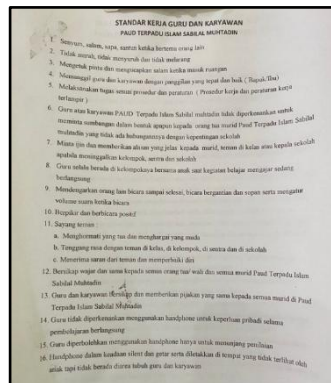 STANDAR KERJA GURU DAN KARYAWAN
PAUD TERPADU ISLAM SABILAL MUHTADIN
1. Senyum, salam, sapa, santun ketika bertemu orang lain
2. Tidak marah, tidak menyuruh dan tidak melarang
3. Mengetuk pintu dan mengucapkan salam ketika masuk ruangan
4. Memanggil guru dan karyawan dengan panggilan yang tepat dan baik ( Bapak/Ibu)
5. Melaksanakan tugas sesuai prosedur dan peraturan ( Prosedur kerja dan peraturan kerja
terlampir )
6. Guru atau karyawan PAUD Terpadu Islam Sabilal muhtadin tidak diperkenankan untuk
meminta sumbangan dalam bentuk apapun kepada orang tua murid Paud Terpadu Islam Sabilal
muhtadin yang tidak ada hubungannya dengan kepentingan sekolah
7. Minta ijin dan memberikan alasan yang jelas kepada murid, teman di kelas atau kepala sekolah
apabila meninggalkan kelompok, sentra dan sekolah
8. Guru selalu berada di kelompoknya bersama anak saat kegiatan belajar mengajar sedang
berlangsung
9. Mendengarkan orang lain bicara sampai selesai, bicara bergantian dan sopan serta mengatur
volume suara ketika bicara
10. Berpikir dan berbicara positif
11. Sayang teman :
a. Menghormati yang tua dan menghargai yang muda
b. Tenggang rasa dengan teman di kelas, di kelompok, di sentra dan di sekolah
c. Menerima saran dari teman dan memperbaiki diri
12. Bersikap wajar dan sama kepada semua orang tua/ wali dan semua murid Paud Terpadu Islam
Sabilal Muhtadin
13. Guru dan karyawan bersikap dan memberikan pijakan yang sama kepada semua murid di Paud
Terpadu Islam Sabilal Muhtadin
14. Guru tidak diperkenankan menggunakan handphone untuk keperluan pribadi selama
pembelajaran berlangsung
15. Guru diperbolehkan menggunakan handphone hanya untuk menunjang penilaian
16. Handphone dalam keadaan silent dan getar serta diletakkan di tempat yang tidak terlihat oleh
anak tapi tidak berada diarea tubuh guru dan karyawan